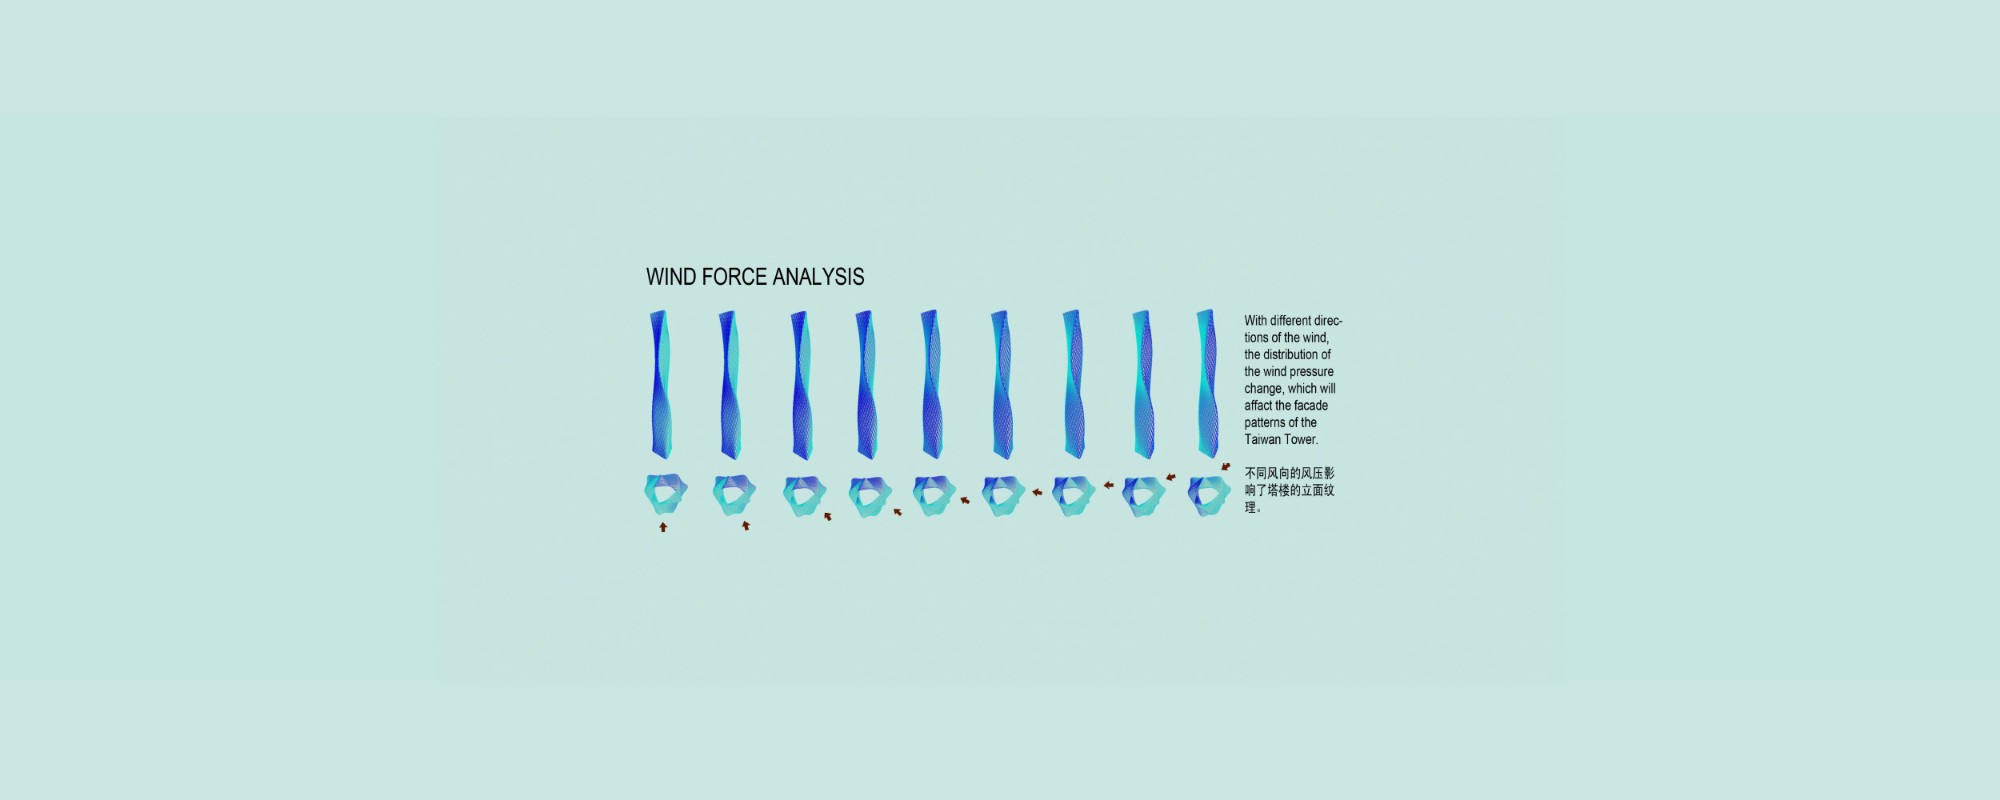 WIND FORCE ANALYSIS
With different direc-
tions of the wind,
the distribution of
the wind pressure
change, which will
affact the facade
patterns of the
Taiwan Tower.
不同风向的风压影
响了塔楼的立面纹
理。